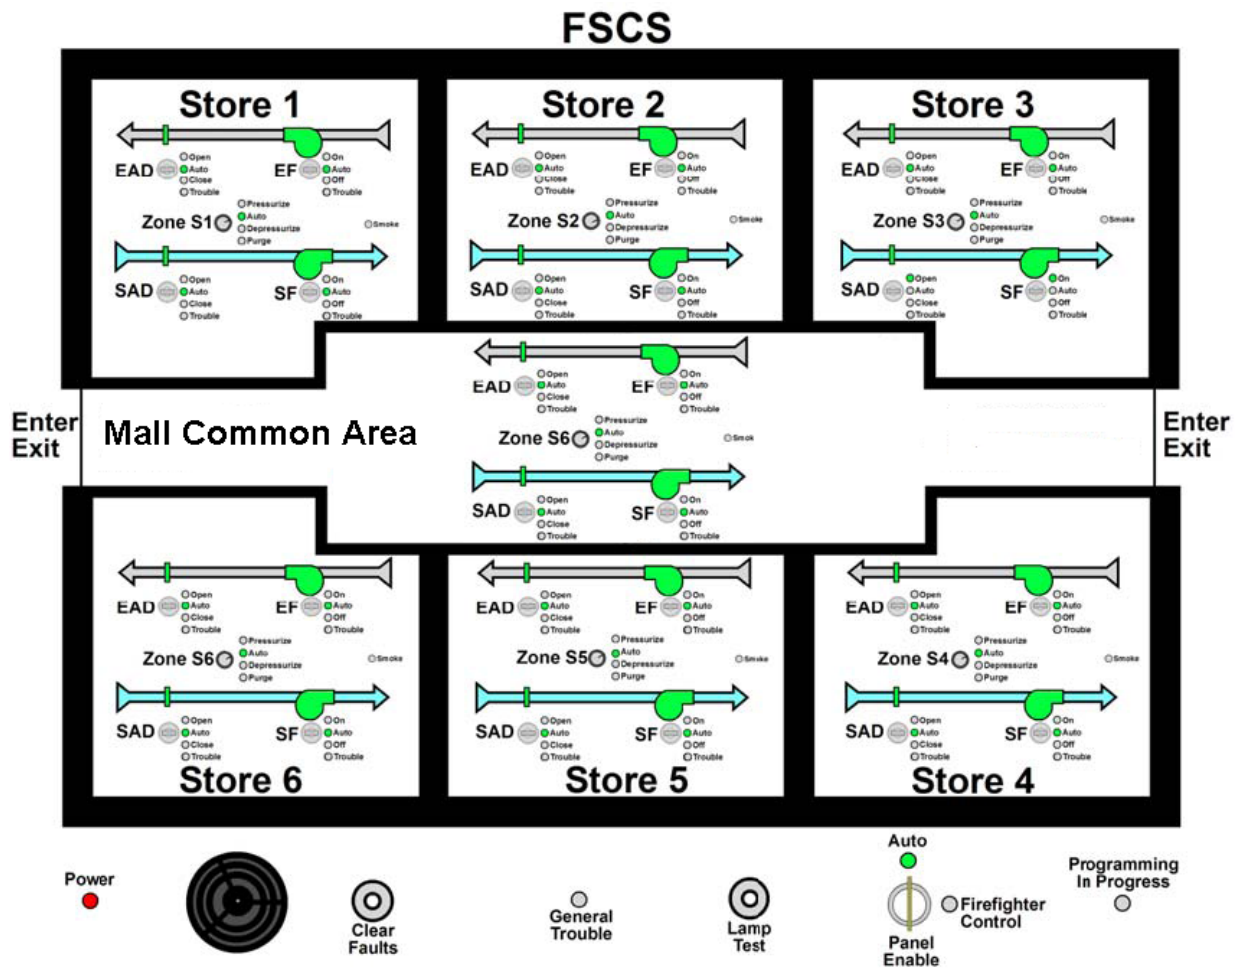 FSCS
Store 1
EAD
Open
Auto
Close
Trouble
EF
On
Auto
Off
Trouble
Zone S1
Pressurize
Auto
Depressurize
Purge
Smoke
SAD
Open
Auto
Close
Trouble
SF
On
Auto
Off
Trouble
Store 2
EAD
Open
Auto
Close
Trouble
EF
On
Auto
Off
Trouble
Zone S2
Pressurize
Auto
Depressurize
Purge
Smoke
SAD
Open
Auto
Close
Trouble
SF
On
Auto
Off
Trouble
Store 3
EAD
Open
Auto
Close
Trouble
EF
On
Auto
Off
Trouble
Zone S3
Pressurize
Auto
Depressurize
Purge
Smoke
SAD
Open
Auto
Close
Trouble
SF
On
Auto
Off
Trouble
Enter
Exit
Mall Common Area
EAD
Open
Auto
Close
Trouble
EF
On
Auto
Off
Trouble
Zone S6
Pressurize
Auto
Depressurize
Purge
Smok
SAD
Open
Auto
Close
Trouble
SF
On
Auto
Off
Trouble
Enter
Exit
EAD
Open
Auto
Close
Trouble
EF
On
Auto
Off
Trouble
Zone S6
Pressurize
Auto
Depressurize
Purge
Smoke
SAD
Open
Auto
Close
Trouble
SF
On
Auto
Off
Trouble
Store 6
EAD
Open
Auto
Close
Trouble
EF
On
Auto
Off
Trouble
Zone S5
Pressurize
Auto
Depressurize
Purge
Smoke
SAD
Open
Auto
Close
Trouble
SF
On
Auto
Off
Trouble
Store 5
EAD
Open
Auto
Close
Trouble
EF
On
Auto
Off
Trouble
Zone S4
Pressurize
Auto
Depressurize
Purge
Smoke
SAD
Open
Auto
Close
Trouble
SF
On
Auto
Off
Trouble
Store 4
Power
Clear
Faults
General
Trouble
Lamp
Test
Auto
Panel
Enable
Firefighter
Control
Programming
In Progress